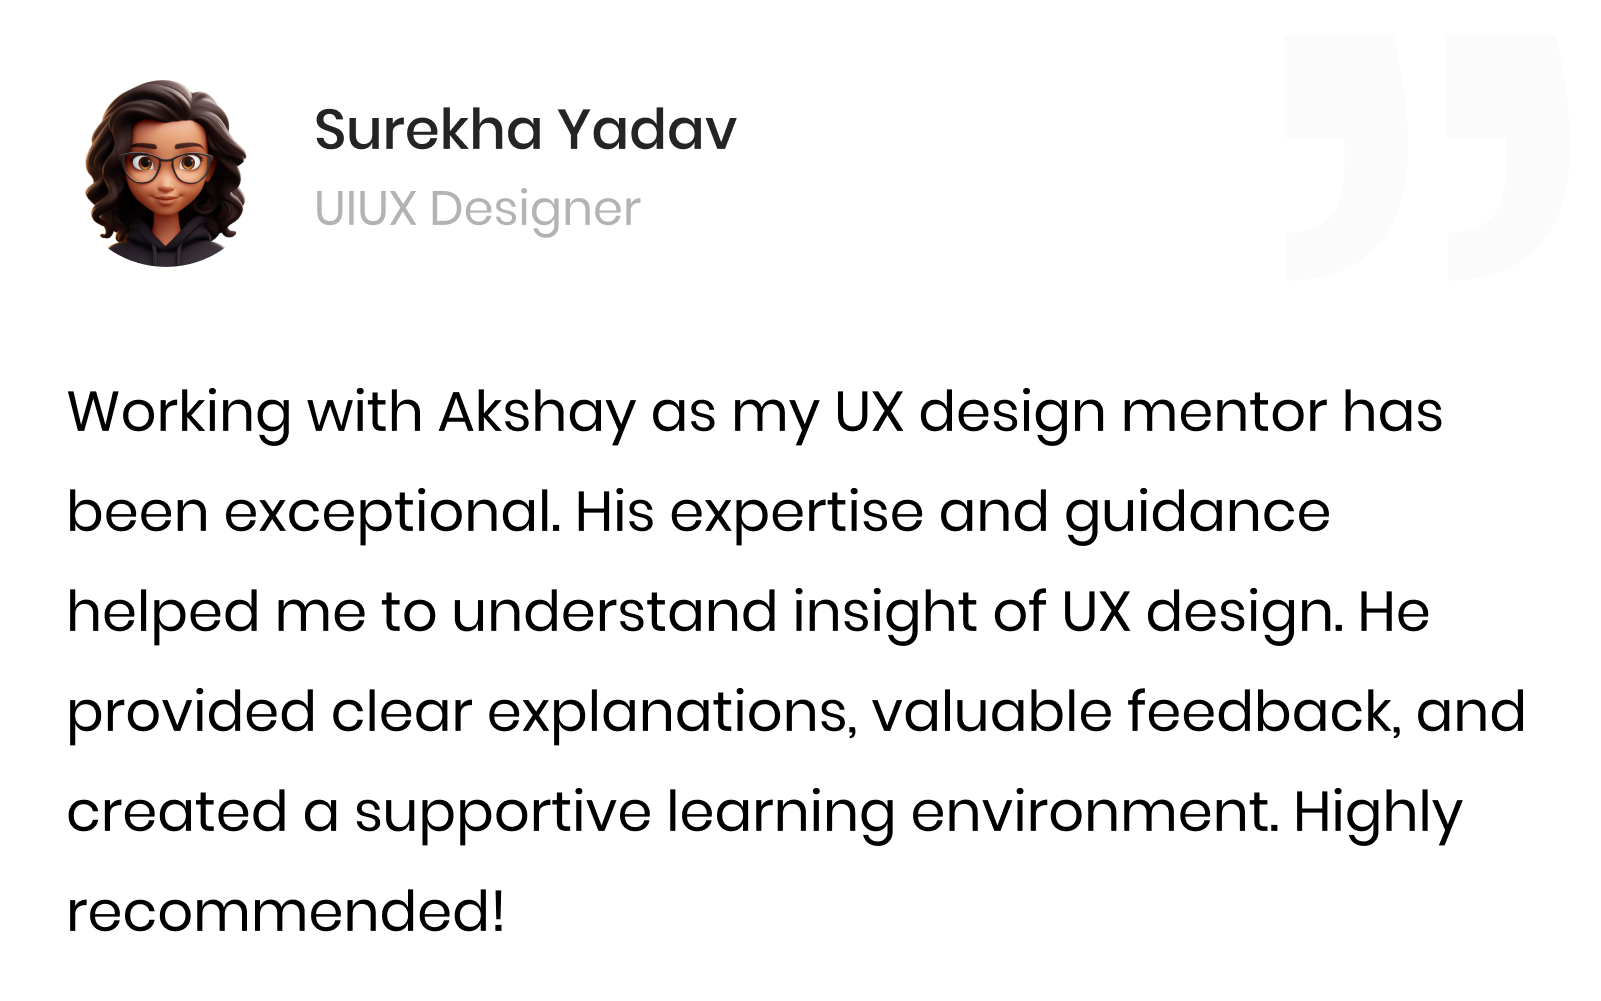 Surekha Yadav
UIUX Designer
”
Working with Akshay as my UX design mentor has
been exceptional. His expertise and guidance
helped me to understand insight of UX design. He
provided clear explanations, valuable feedback, and
created a supportive learning environment. Highly
recommended!